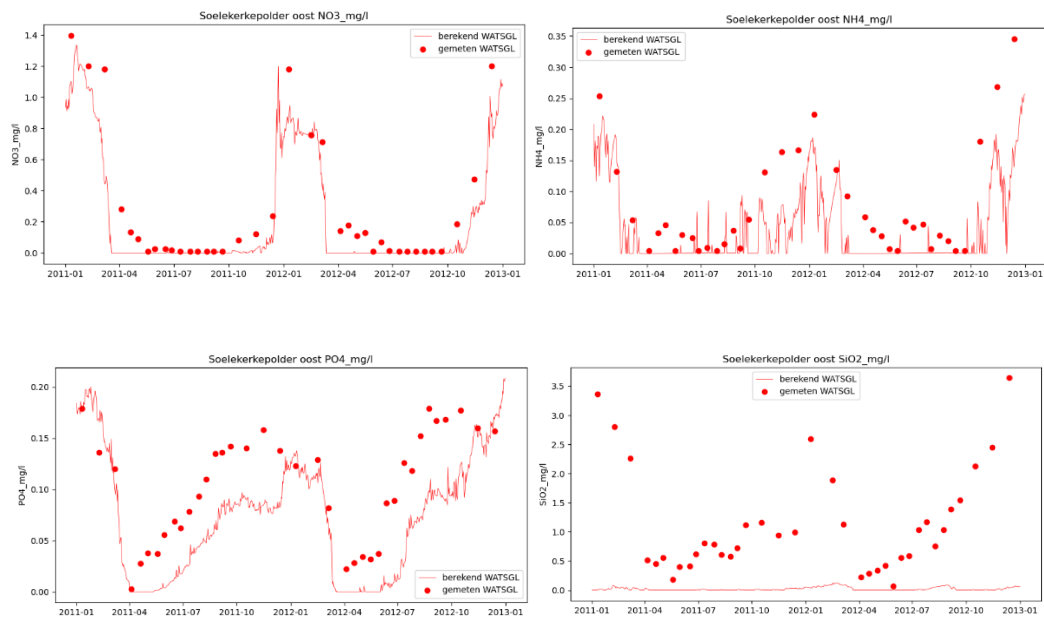 Soelekerkepolder oost NO3_mg/l
NO3_mg/l
1.4
1.2
1.0
0.8
0.6
0.4
0.2
0.0
berekend WATSGL
gemeten WATSGL
2011-01 2011-04 2011-07 2011-10 2012-01 2012-04 2012-07 2012-10 2013-01
Soelekerkepolder oost NH4_mg/l
NH4_mg/l
0.35
0.30
0.25
0.20
0.15
0.10
0.05
0.00
berekend WATSGL
gemeten WATSGL
2011-01 2011-04 2011-07 2011-10 2012-01 2012-04 2012-07 2012-10 2013-01
Soelekerkepolder oost PO4_mg/l
PO4_mg/l
0.20
0.15
0.10
0.05
0.00
berekend WATSGL
gemeten WATSGL
2011-01 2011-04 2011-07 2011-10 2012-01 2012-04 2012-07 2012-10 2013-01
Soelekerkepolder oost SiO2_mg/l
SiO2_mg/l
3.5
3.0
2.5
2.0
1.5
1.0
0.5
0.0
berekend WATSGL
gemeten WATSGL
2011-01 2011-04 2011-07 2011-10 2012-01 2012-04 2012-07 2012-10 2013-01